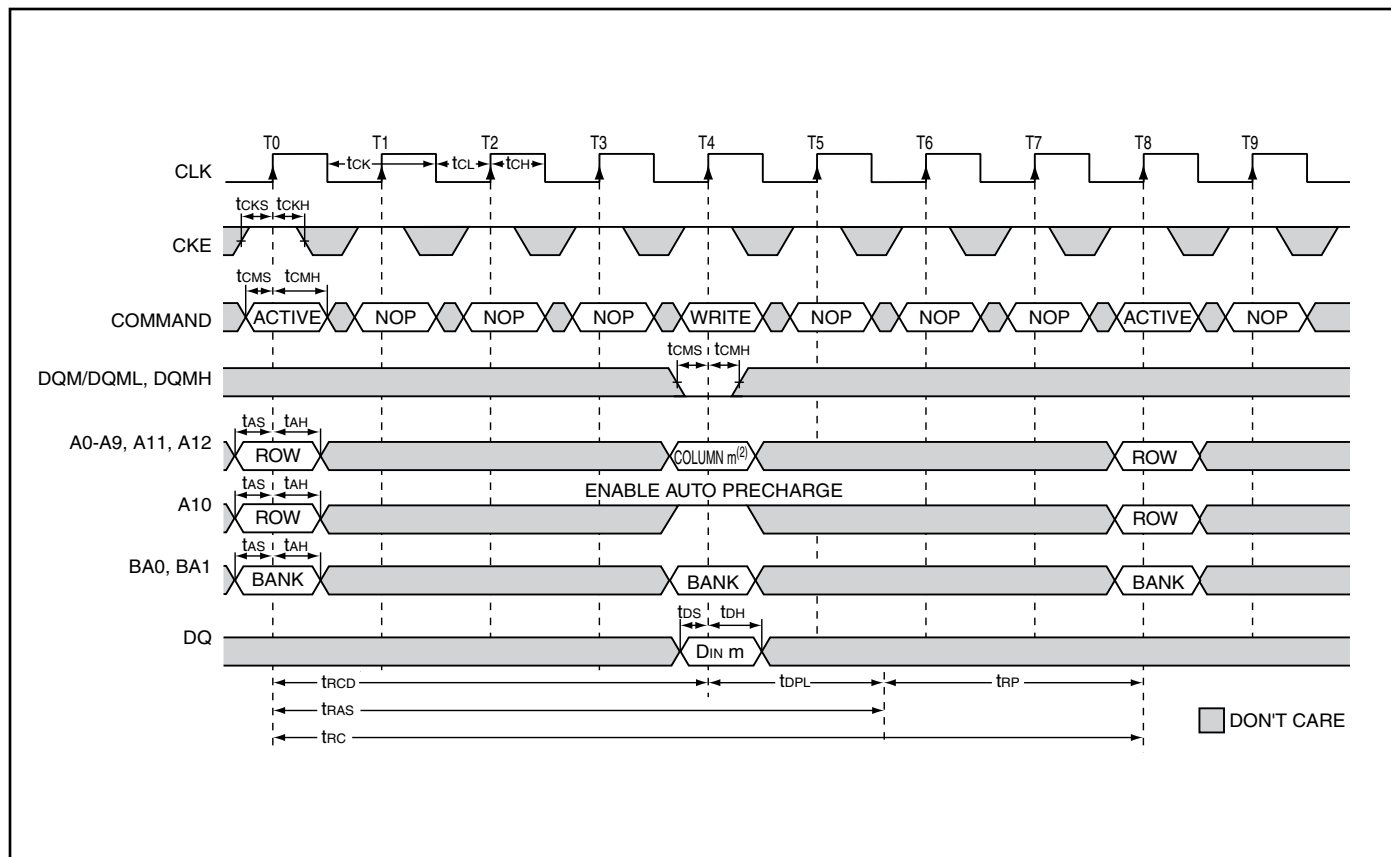 T0 T1 T2 T3 T4 T5 T6 T7 T8 T9
CLK
tCK tCL tCH
tCKS tCKH
CKE
tCMS tCMH
COMMAND ACTIVE NOP NOP NOP WRITE NOP NOP NOP ACTIVE NOP
tCMS tCMH
DQM/DQML, DQMH
tAS tAH
A0-A9, A11, A12 ROW COLUMN m(2) ROW
tAS tAH ENABLE AUTO PRECHARGE
A10 ROW ROW
tAS tAH
BA0, BA1 BANK BANK BANK
tDS tDH
DQ DIN m
tRCD tDPL tRP
tRAS
tRC
DON'T CARE